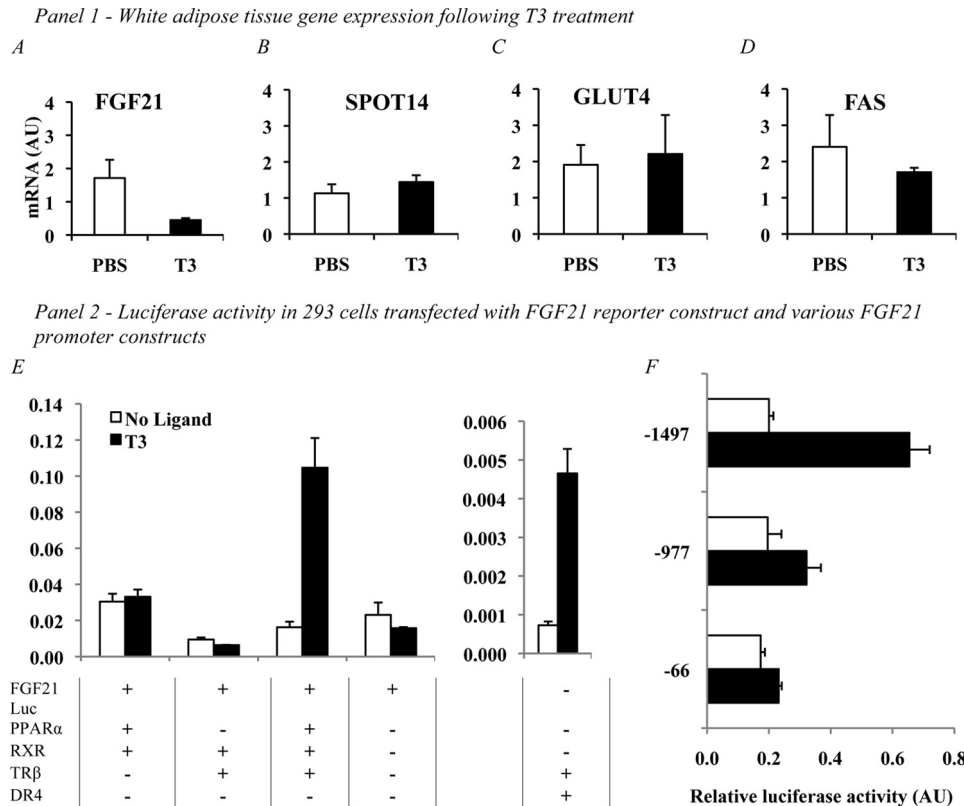 Panel 1 - White adipose tissue gene expression following T3 treatment
A
B
C
D
FGF21
SPOT14
GLUT4
FAS
mRNA (AU)
4
3
2
1
0
4
3
2
1
0
4
3
2
1
0
4
3
2
1
0
PBS T3
PBS T3
PBS T3
PBS T3
Panel 2 - Luciferase activity in 293 cells transfected with FGF21 reporter construct and various FGF21
promoter constructs
E
F
No Ligand
T3
0.14
0.12
0.10
0.08
0.06
0.04
0.02
0.00
0.006
0.005
0.004
0.003
0.002
0.001
0.000
FGF21 + + + + -
Luc
PPARα + - + - -
RXR + + + - -
TRβ - + + - +
DR4 - - - - +
-1497
-977
-66
0.0 0.2 0.4 0.6 0.8
Relative luciferase activity (AU)